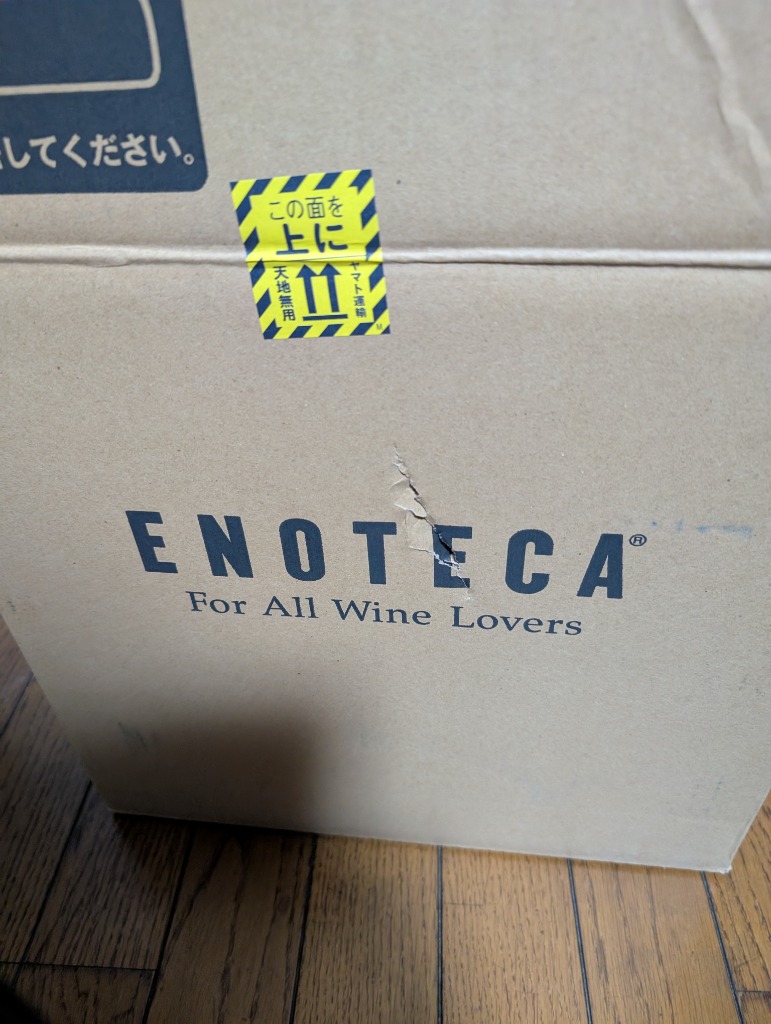 してください。
この面を
上に
天地無用
ヤマト運輸
M
ENOTECA®
For All Wine Lovers